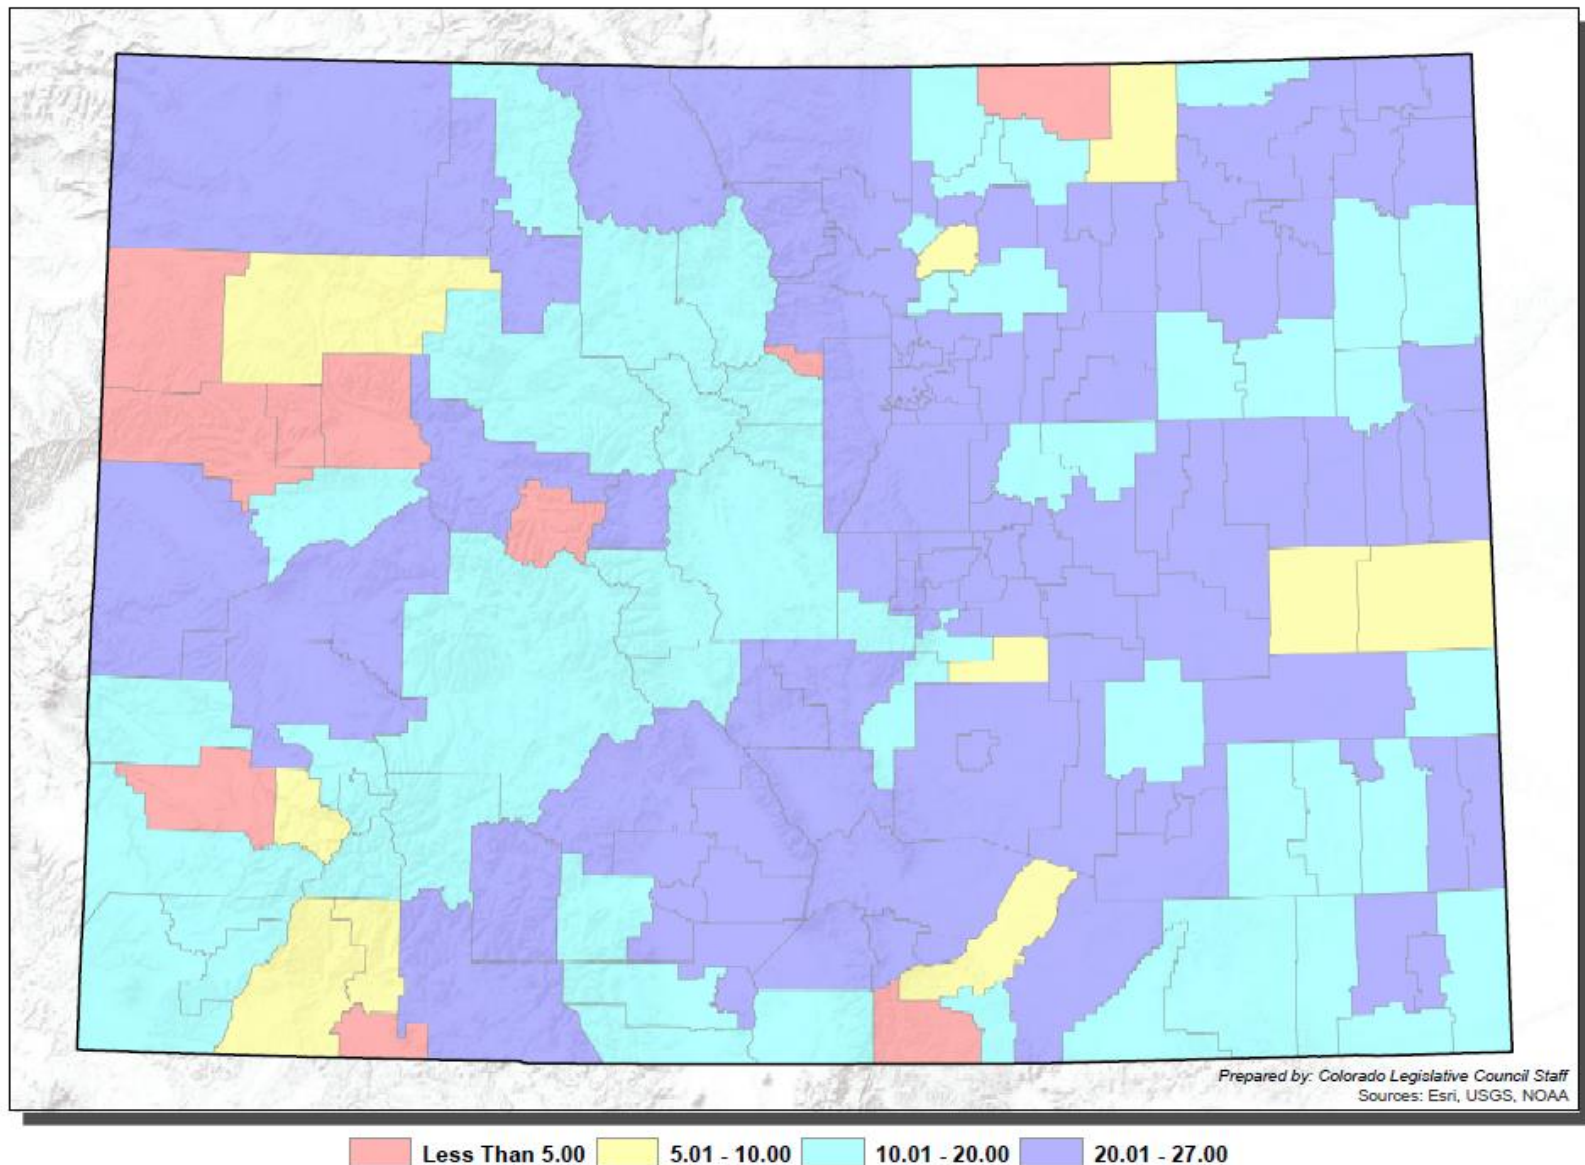 Prepared by: Colorado Legislative Council Staff
Sources: Esri, USGS, NOAA
Less Than 5.00 5.01 - 10.00 10.01 - 20.00 20.01 - 27.00